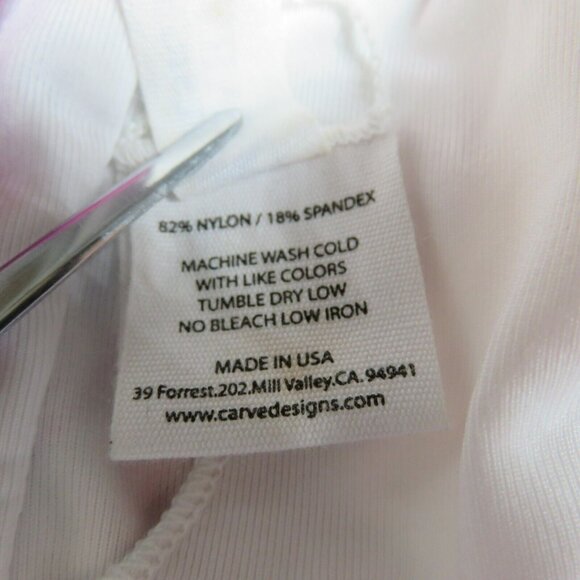 82% NYLON / 18% SPANDEX
MACHINE WASH COLD
WITH LIKE COLORS
TUMBLE DRY LOW
NO BLEACH LOW IRON
MADE IN USA
39 Forrest.202.Mill Valley.CA. 94941
www.carvedesigns.com